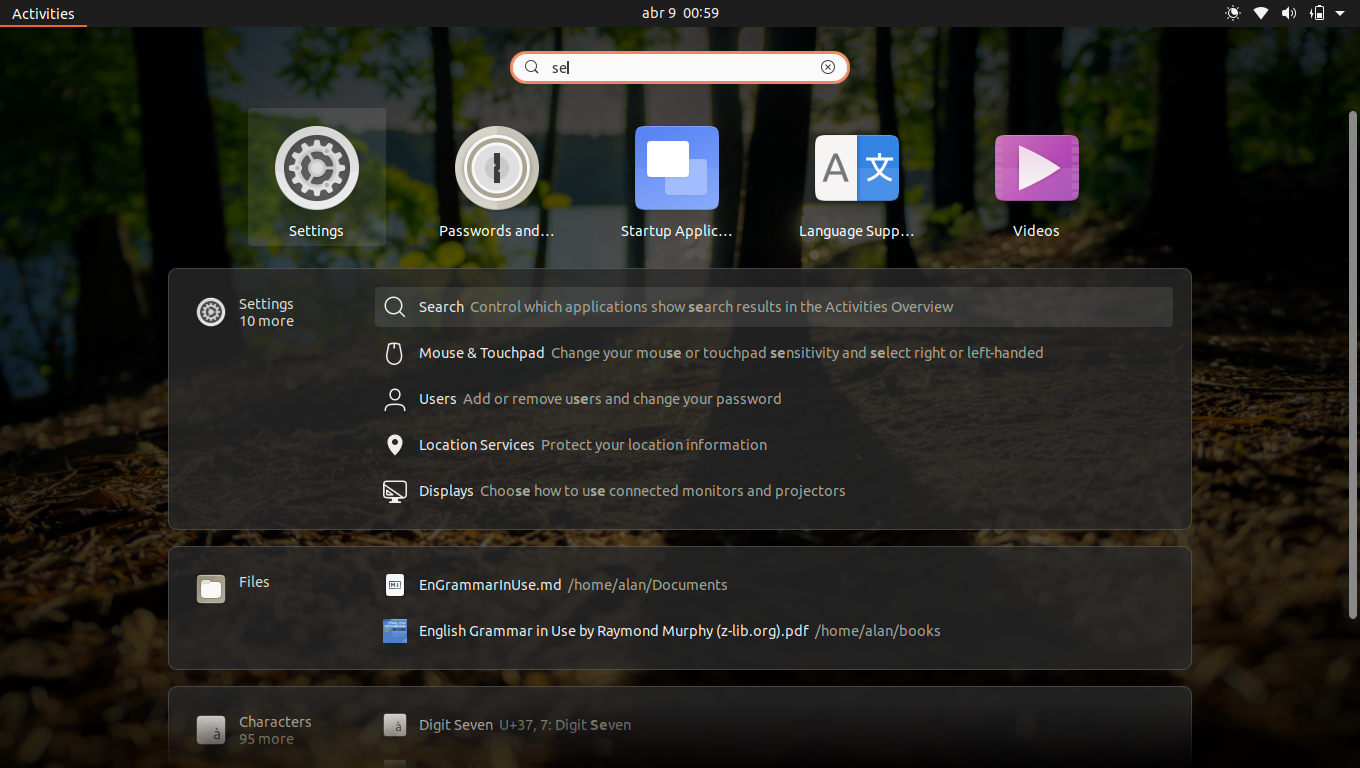 Activities
abr 9 00:59
se
Settings
Passwords and…
Startup Applic…
Language Supp…
Videos
Settings
10 more
Search Control which applications show search results in the Activities Overview
Mouse & Touchpad Change your mouse or touchpad sensitivity and select right or left-handed
Users Add or remove users and change your password
Location Services Protect your location information
Displays Choose how to use connected monitors and projectors
Files
EnGrammarInUse.md /home/alan/Documents
English Grammar in Use by Raymond Murphy (z-lib.org).pdf /home/alan/books
Characters
95 more
Digit Seven U+37, 7: Digit Seven